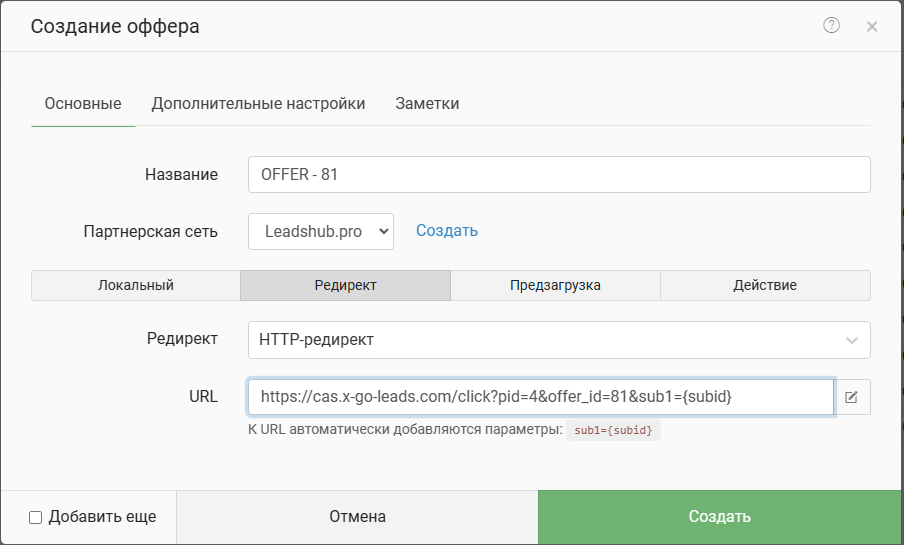 Создание оффера
Основные Дополнительные настройки Заметки
Название OFFER - 81
Партнерская сеть Leadshub.pro Создать
Локальный Редирект Предзагрузка Действие
Редирект HTTP-редирект
URL https://cas.x-go-leads.com/click?pid=4&offer_id=81&sub1={subid}
К URL автоматически добавляются параметры: sub1={subid}
Добавить еще Отмена Создать